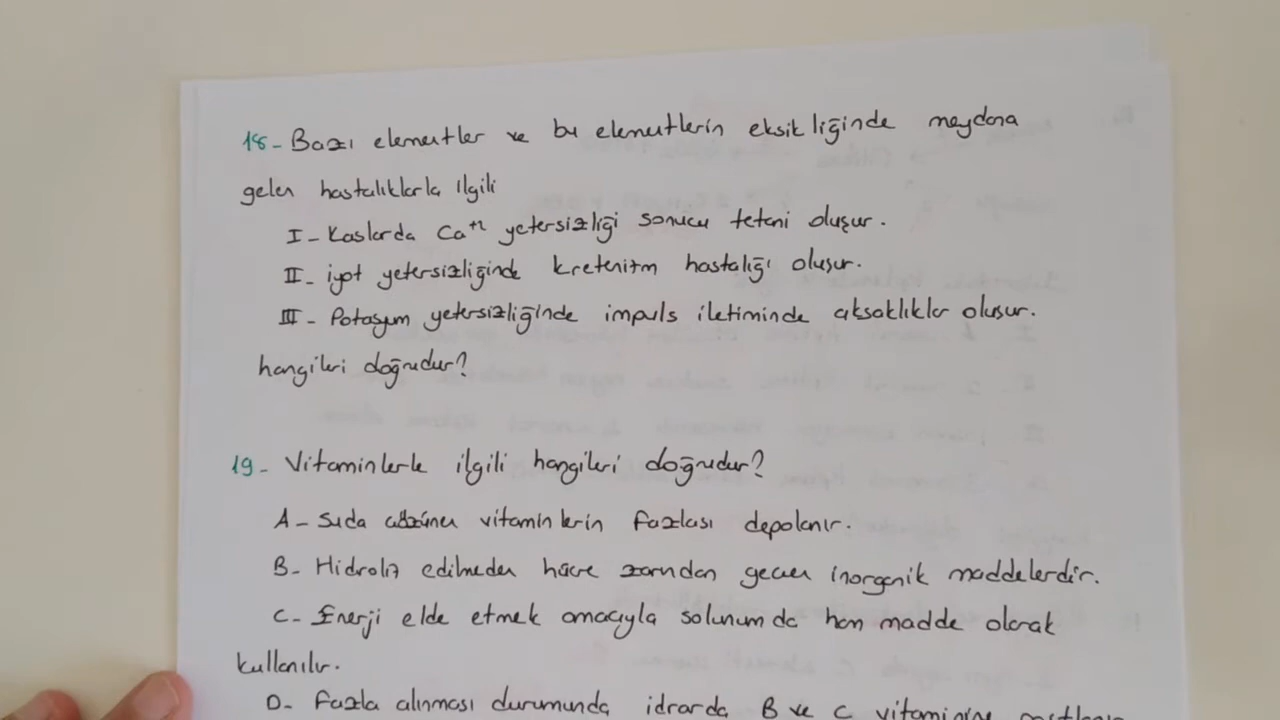 18- Bazı elementler ve bu elementlerin eksikliğinde meydana
gelen hastalıklarla ilgili
I- Kaslarda Ca⁺² yetersizliği sonucu tetani oluşur.
II- iyot yetersizliğinde kretenizm hastalığı oluşur.
III- Potasyum yetersizliğinde impuls iletiminde aksaklıklar oluşur.
hangileri doğrudur?
19- Vitaminlerle ilgili hangileri doğrudur?
A- Suda çözünen vitaminlerin fazlası depolanır.
B- Hidroliz edilmeden hücre zarından geçen inorganik maddelerdir.
C- Enerji elde etmek amacıyla solunumda ham madde olarak
kullanılır.
D- Fazla alınması durumunda idrarda B ve C vitaminine